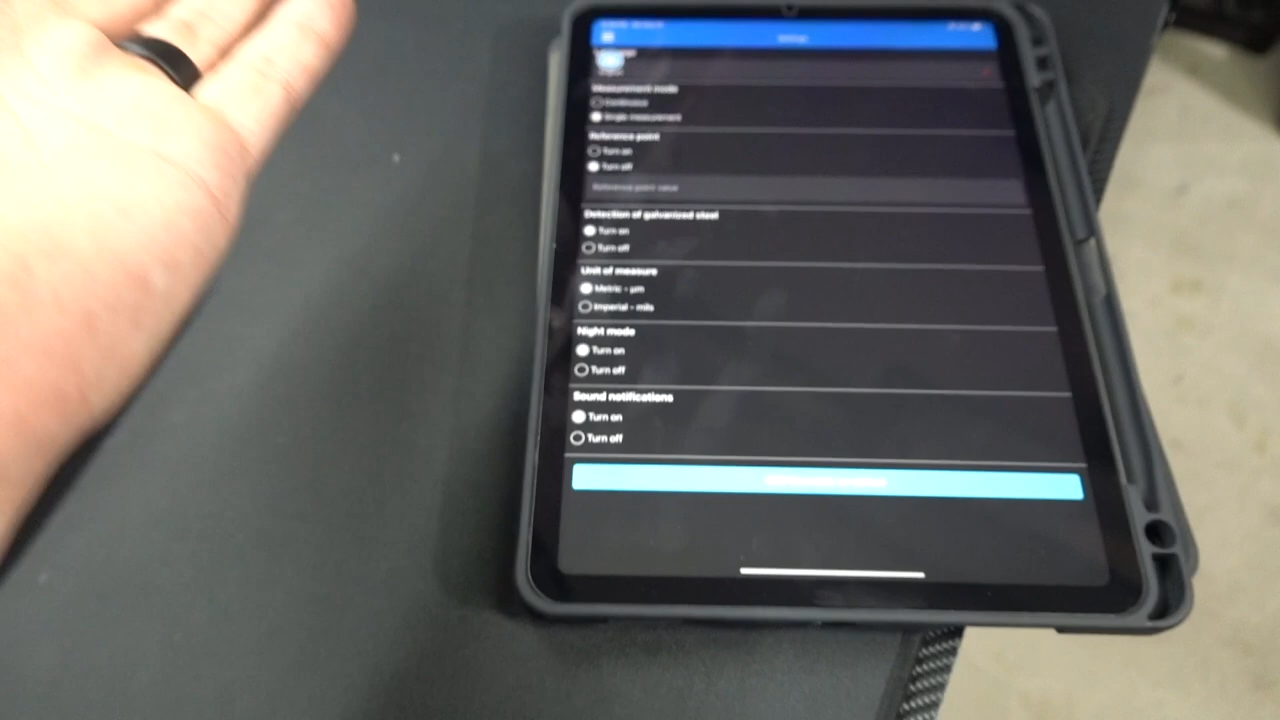 Measurement mode
Continuous
Single measurement
Reference point
Turn on
Turn off
Reference point value
Detection of galvanized steel
Turn on
Turn off
Unit of measure
Metric - µm
Imperial - mils
Night mode
Turn on
Turn off
Sound notifications
Turn on
Turn off